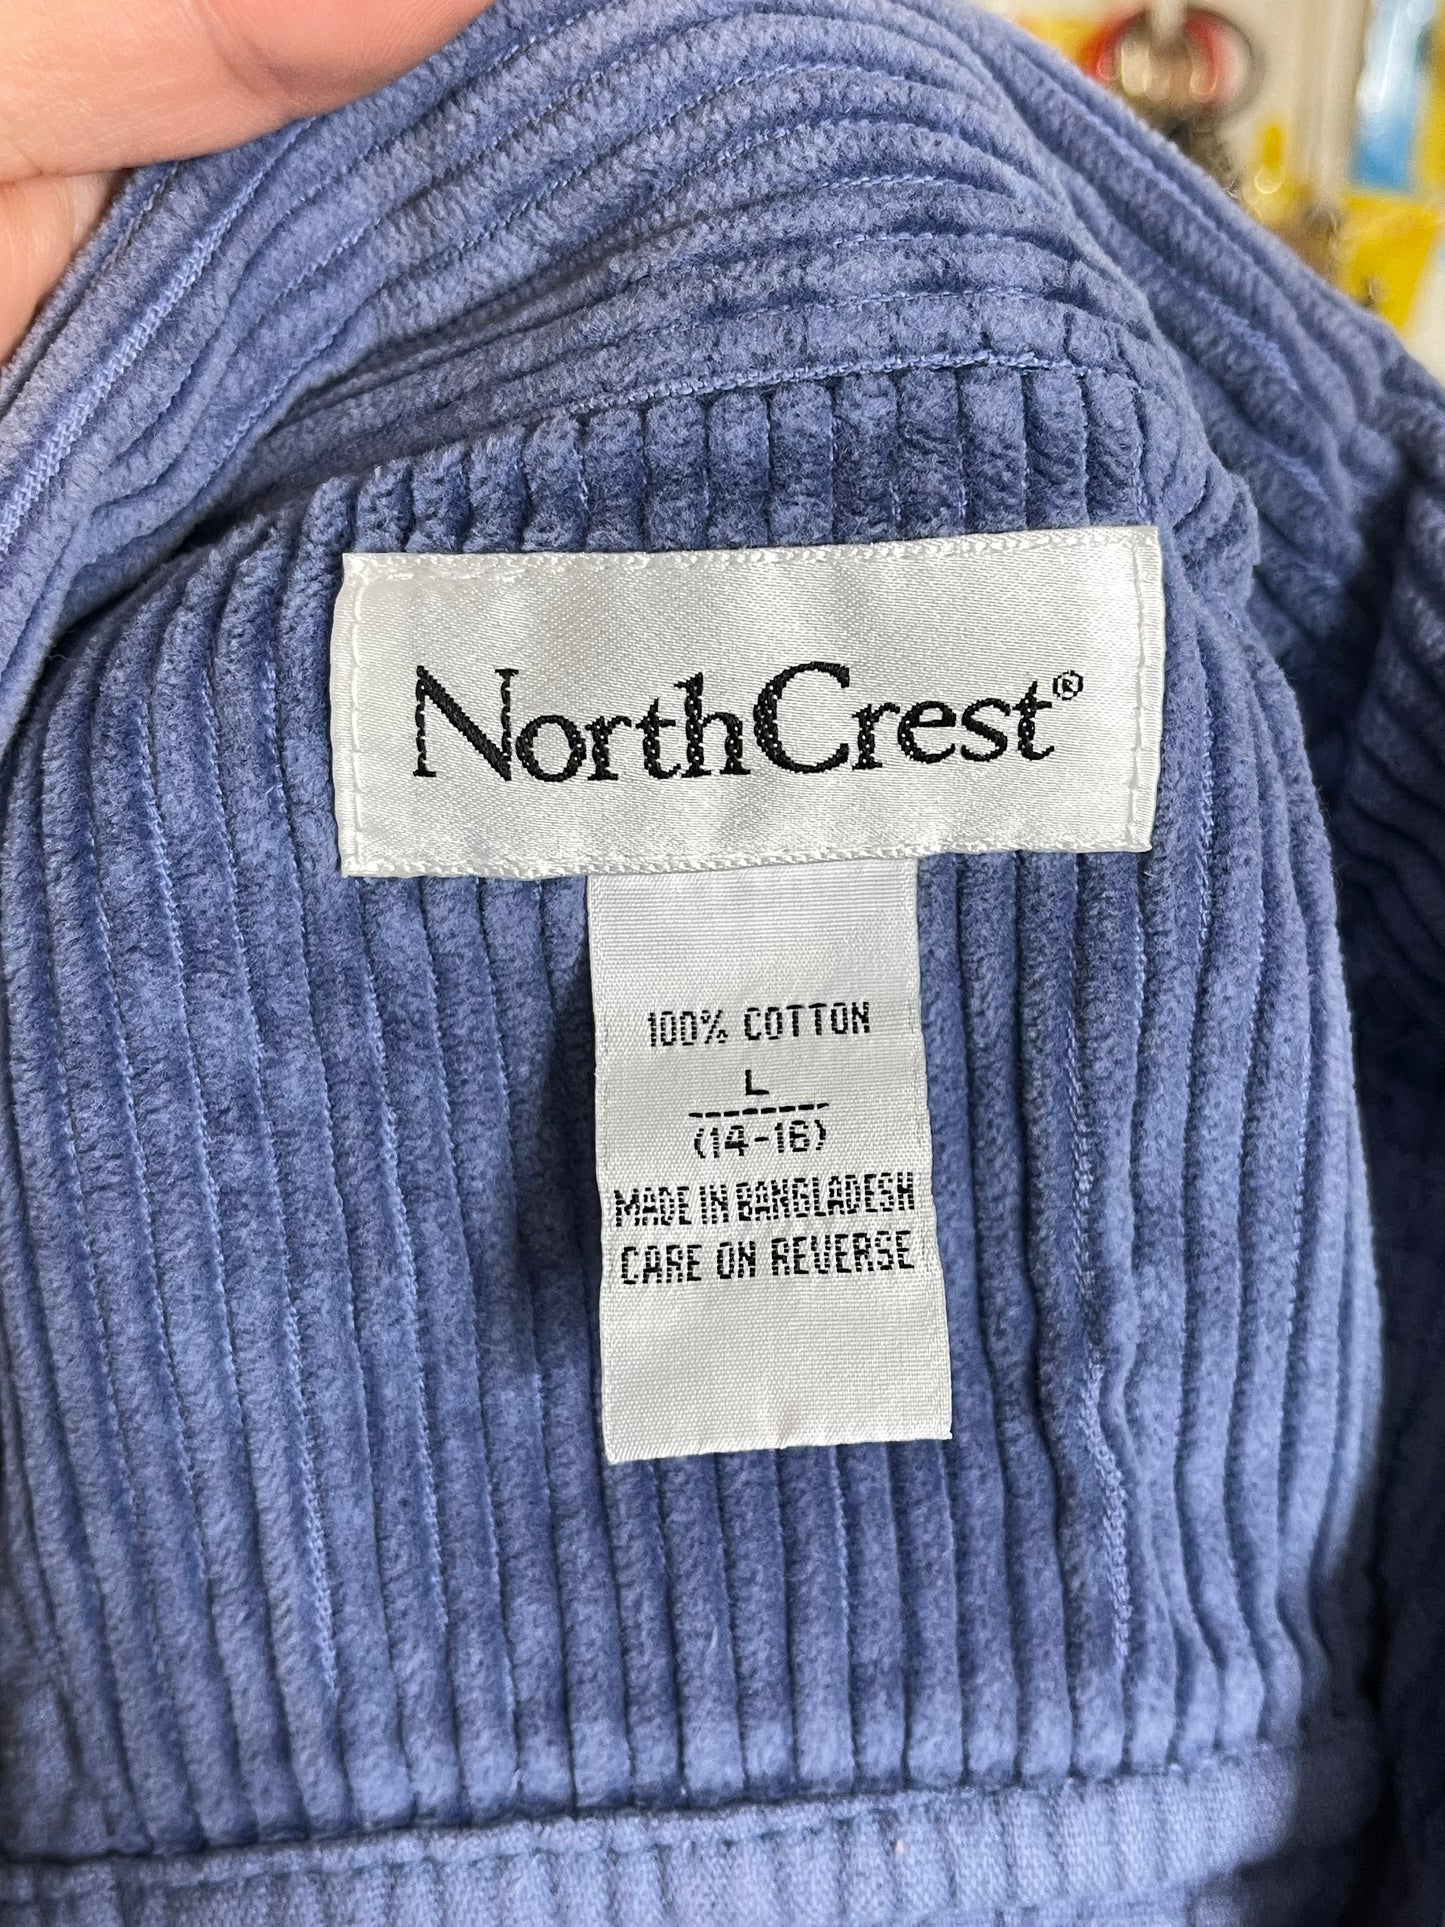 NorthCrest®
100% COTTON
L
(14-16)
MADE IN BANGLADESH
CARE ON REVERSE